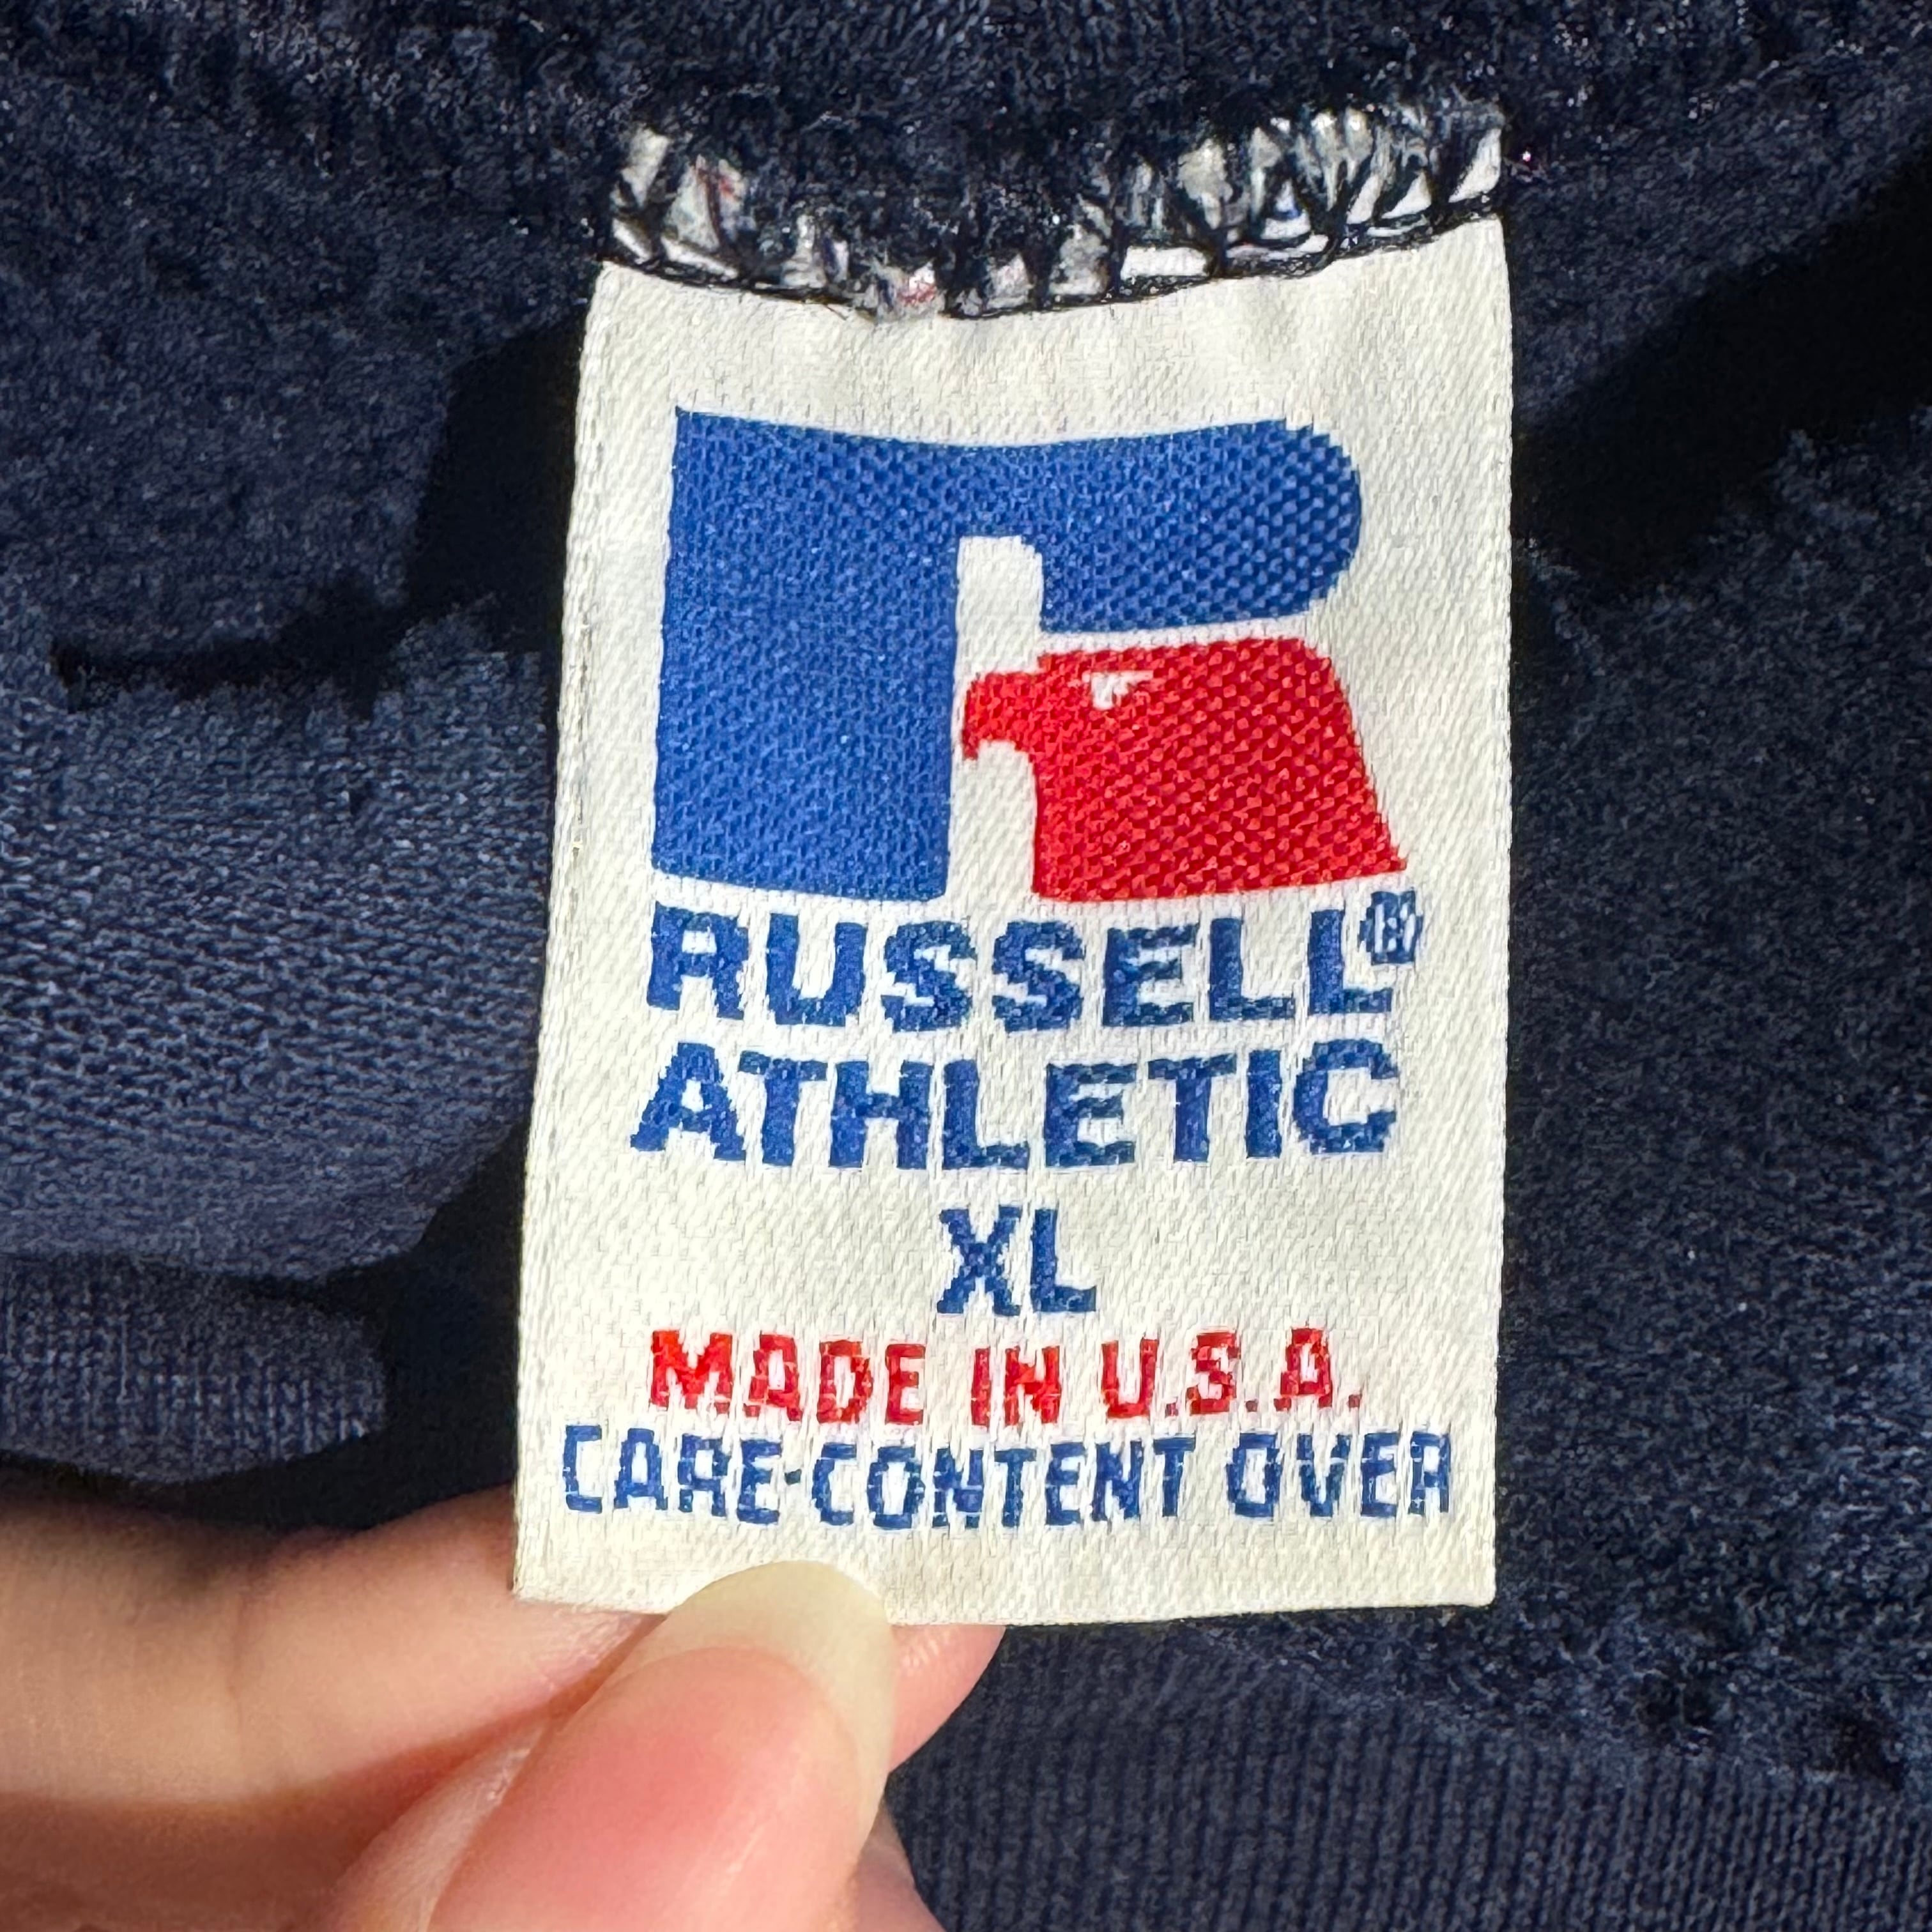 RUSSELL®
ATHLETIC
XL
MADE IN U.S.A.
CARE-CONTENT OVER